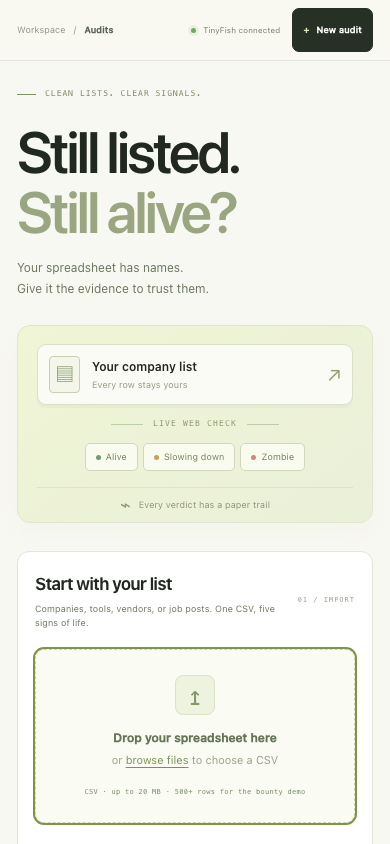 Workspace / Audits
TinyFish connected
+ New audit
CLEAN LISTS. CLEAR SIGNALS.
Still listed.
Still alive?
Your spreadsheet has names.
Give it the evidence to trust them.
Your company list
Every row stays yours
LIVE WEB CHECK
Alive
Slowing down
Zombie
Every verdict has a paper trail
Start with your list
01 / IMPORT
Companies, tools, vendors, or job posts. One CSV, five
signs of life.
Drop your spreadsheet here
or browse files to choose a CSV
CSV · up to 20 MB · 500+ rows for the bounty demo